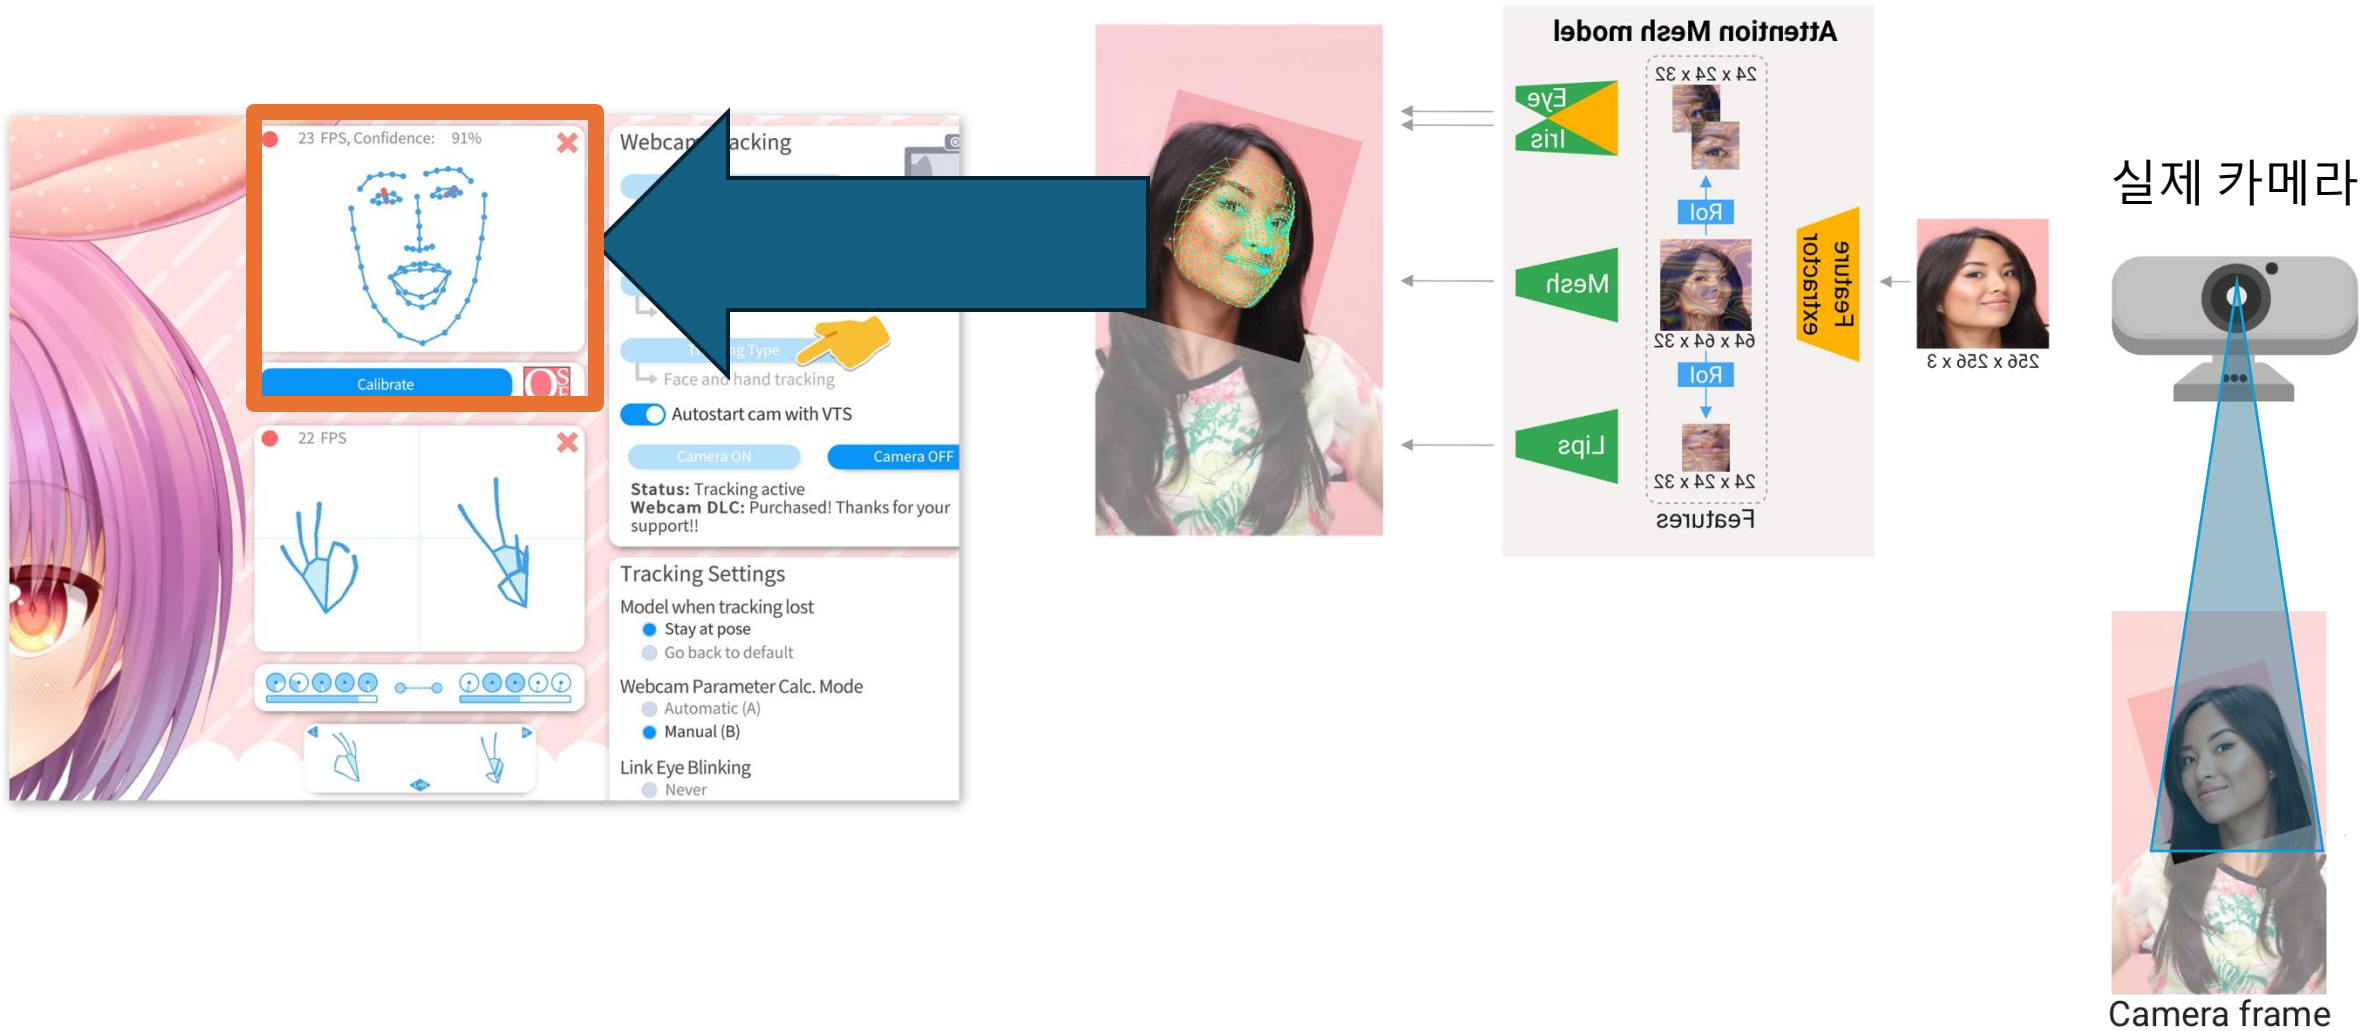 23 FPS, Confidence: 91%
Calibrate
22 FPS
Webcam Tracking
Tracking Type
Face and hand tracking
Autostart cam with VTS
Camera ON
Camera OFF
Status: Tracking active
Webcam DLC: Purchased! Thanks for your
support!!
Tracking Settings
Model when tracking lost
Stay at pose
Go back to default
Webcam Parameter Calc. Mode
Automatic (A)
Manual (B)
Link Eye Blinking
Never
Attention Mesh model
24 x 24 x 32
Eye
Iris
RoI
Mesh
64 x 64 x 32
RoI
Lips
24 x 24 x 32
Features
Feature
extractor
256 x 256 x 3
실제 카메라
Camera frame